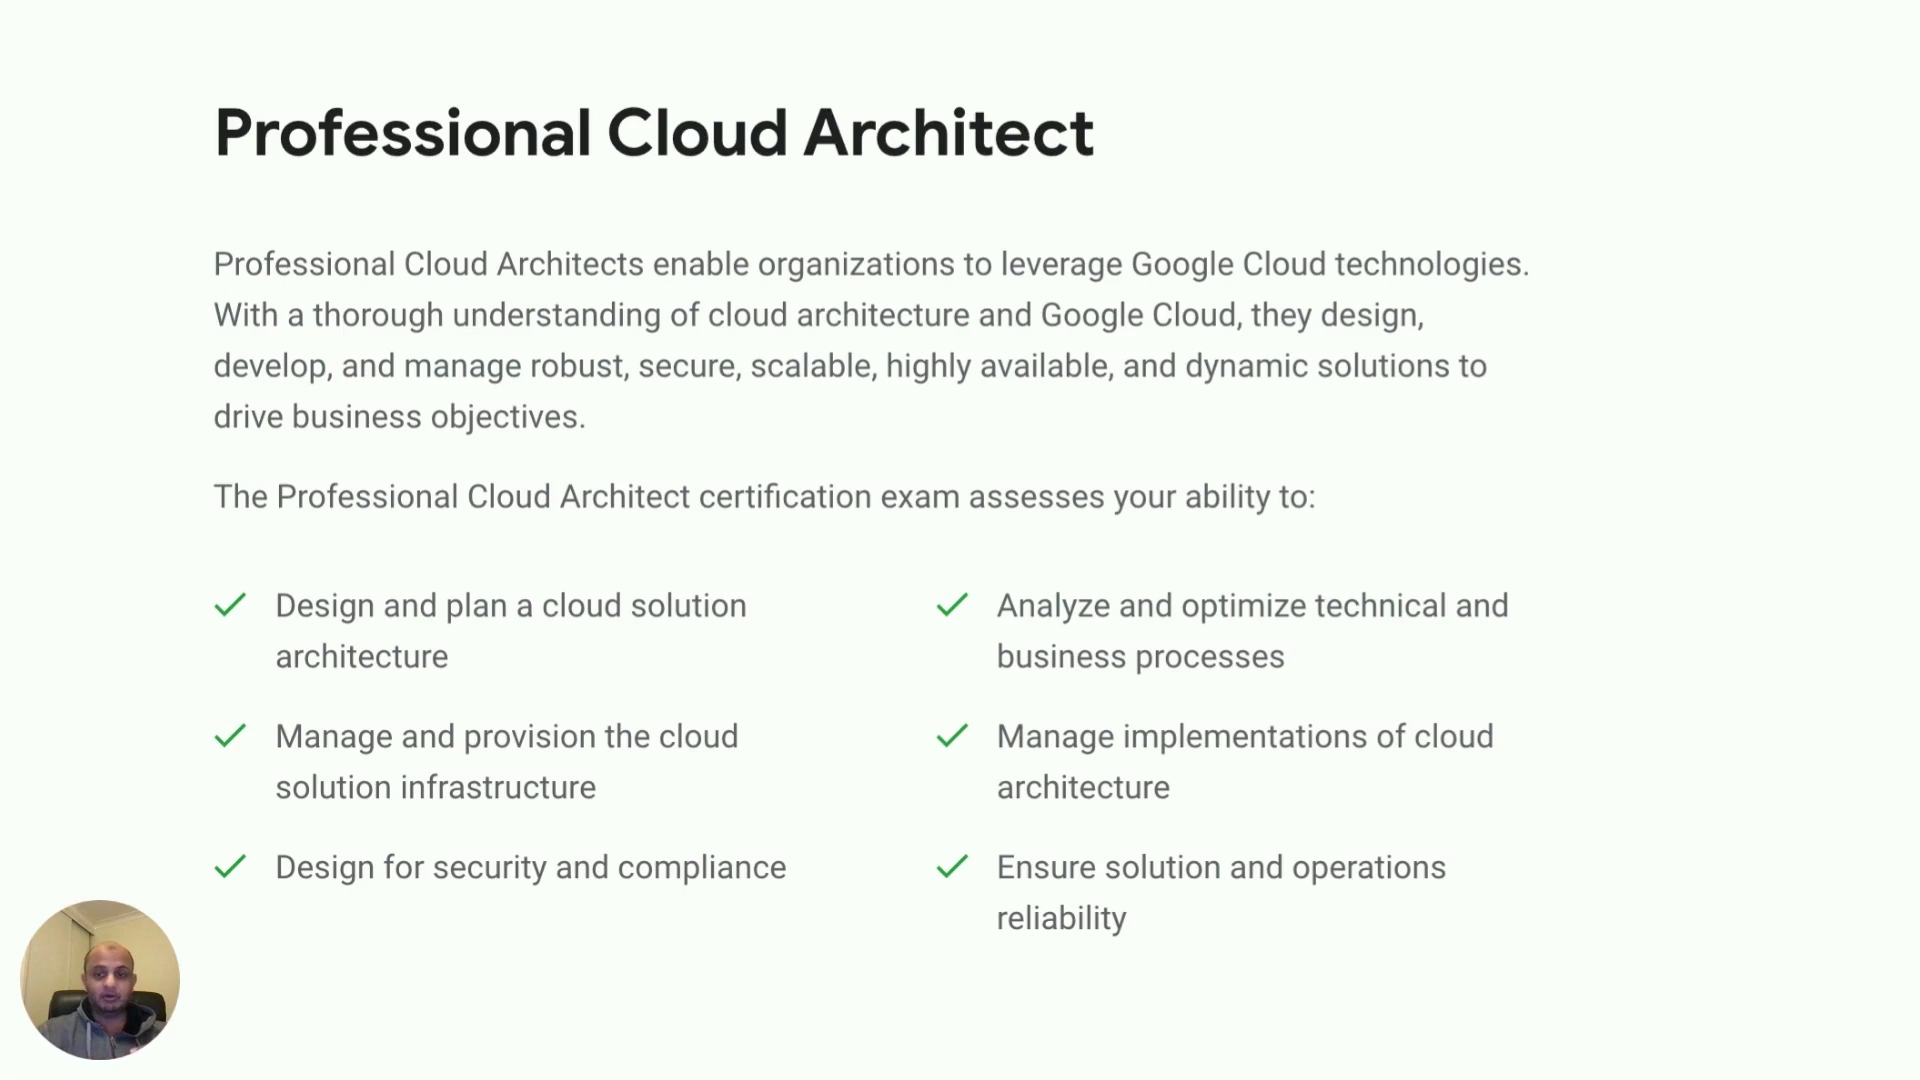 Professional Cloud Architect
Professional Cloud Architects enable organizations to leverage Google Cloud technologies.
With a thorough understanding of cloud architecture and Google Cloud, they design,
develop, and manage robust, secure, scalable, highly available, and dynamic solutions to
drive business objectives.
The Professional Cloud Architect certification exam assesses your ability to:
Design and plan a cloud solution
architecture
Manage and provision the cloud
solution infrastructure
Design for security and compliance
Analyze and optimize technical and
business processes
Manage implementations of cloud
architecture
Ensure solution and operations
reliability